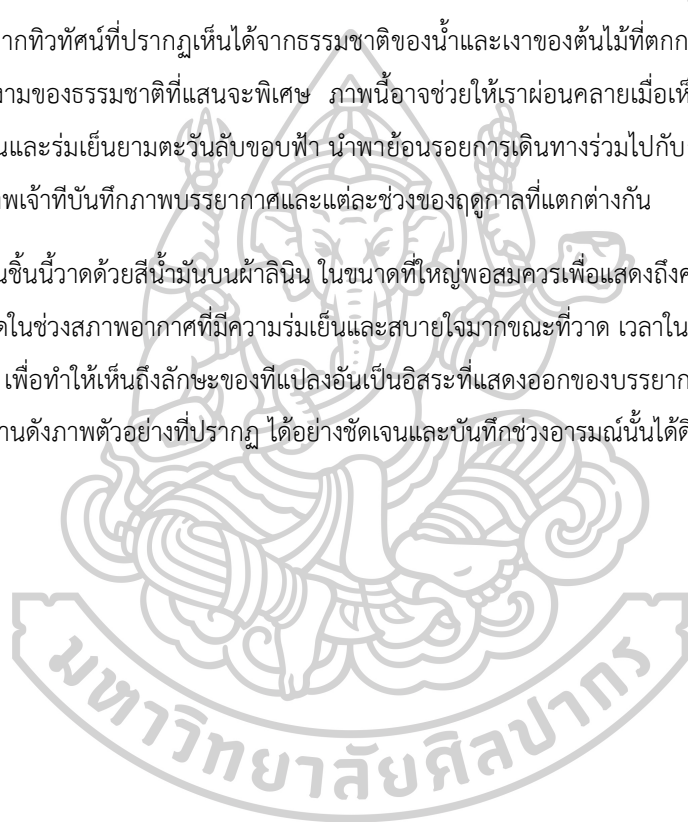 ากทิวทัศน์ที่ปรากฏเห็นได้จากธรรมชาติของน้ำและเงาของต้นไม้ที่ตกก
งามของธรรมชาติที่แสนจะพิเศษ ภาพนี้อาจช่วยให้เราผ่อนคลายเมื่อเห็
นและร่มเย็นยามตะวันลับขอบฟ้า นำพาย้อนรอยการเดินทางร่วมไปกับ
พเจ้าทีบันทึกภาพบรรยากาศและแต่ละช่วงของฤดูกาลที่แตกต่างกัน
นชิ้นนี้วาดด้วยสีน้ำมันบนผ้าลินิน ในขนาดที่ใหญ่พอสมควรเพื่อแสดงถึงค
ดในช่วงสภาพอากาศที่มีความร่มเย็นและสบายใจมากขณะที่วาด เวลาใน
เพื่อทำให้เห็นถึงลักษณะของทีแปลงอันเป็นอิสระที่แสดงออกของบรรยาก
านดังภาพตัวอย่างที่ปรากฏ ได้อย่างชัดเจนและบันทึกช่วงอารมณ์นั้นได้ดี
มหาวิทยาลัยศิลปากร